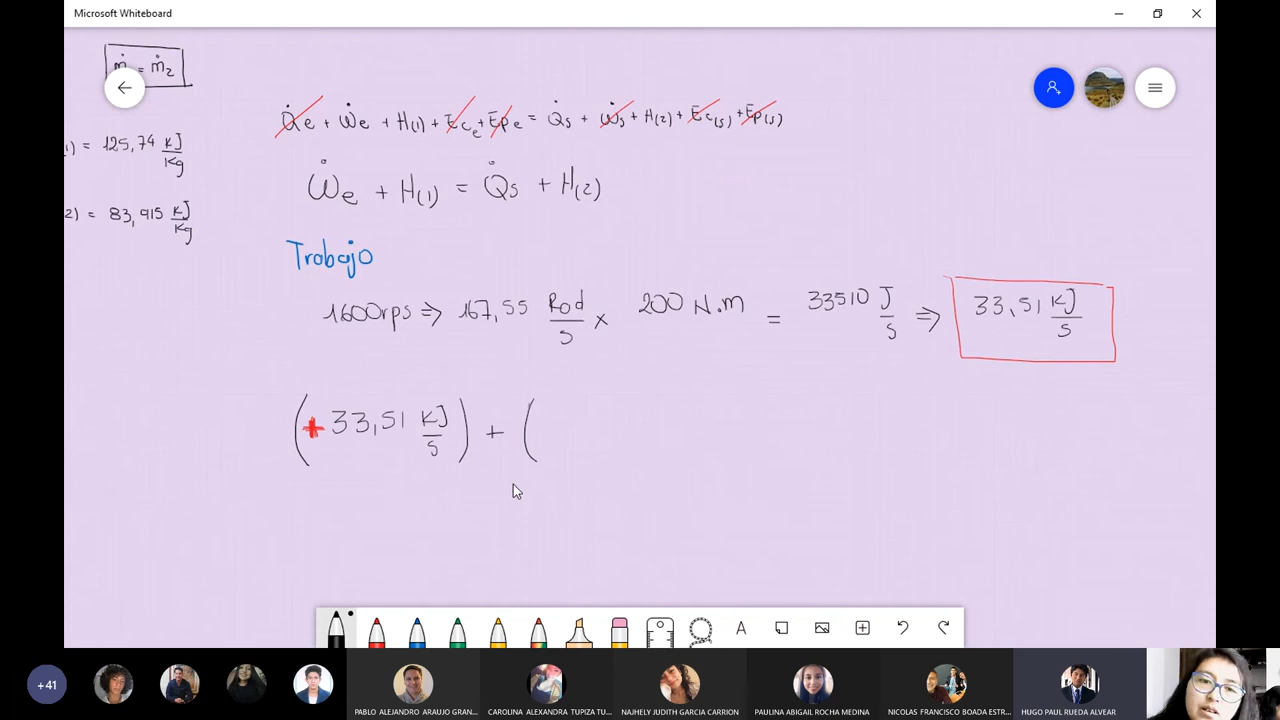 Microsoft Whiteboard
ṁ = ṁ₂
Q̇e + Ẇe + H(1) + Ece + Epe = Q̇s + Ẇs + H(2) + Ec(s) + Ep(s)
1) = 125,74 KJ/Kg
Ẇe + H(1) = Q̇s + H(2)
2) = 83,915 KJ/Kg
Trabajo
1600rps => 167,55 Rad/s x 200 N.m = 33510 J/s => 33,51 KJ/s
(+ 33,51 KJ/s) + (
A
+41
PABLO ALEJANDRO ARAUJO GRAN...
CAROLINA ALEXANDRA TUPIZA TU...
NAJHELY JUDITH GARCIA CARRION
PAULINA ABIGAIL ROCHA MEDINA
NICOLAS FRANCISCO BOADA ESTR...
HUGO PAUL RUEDA ALVEAR